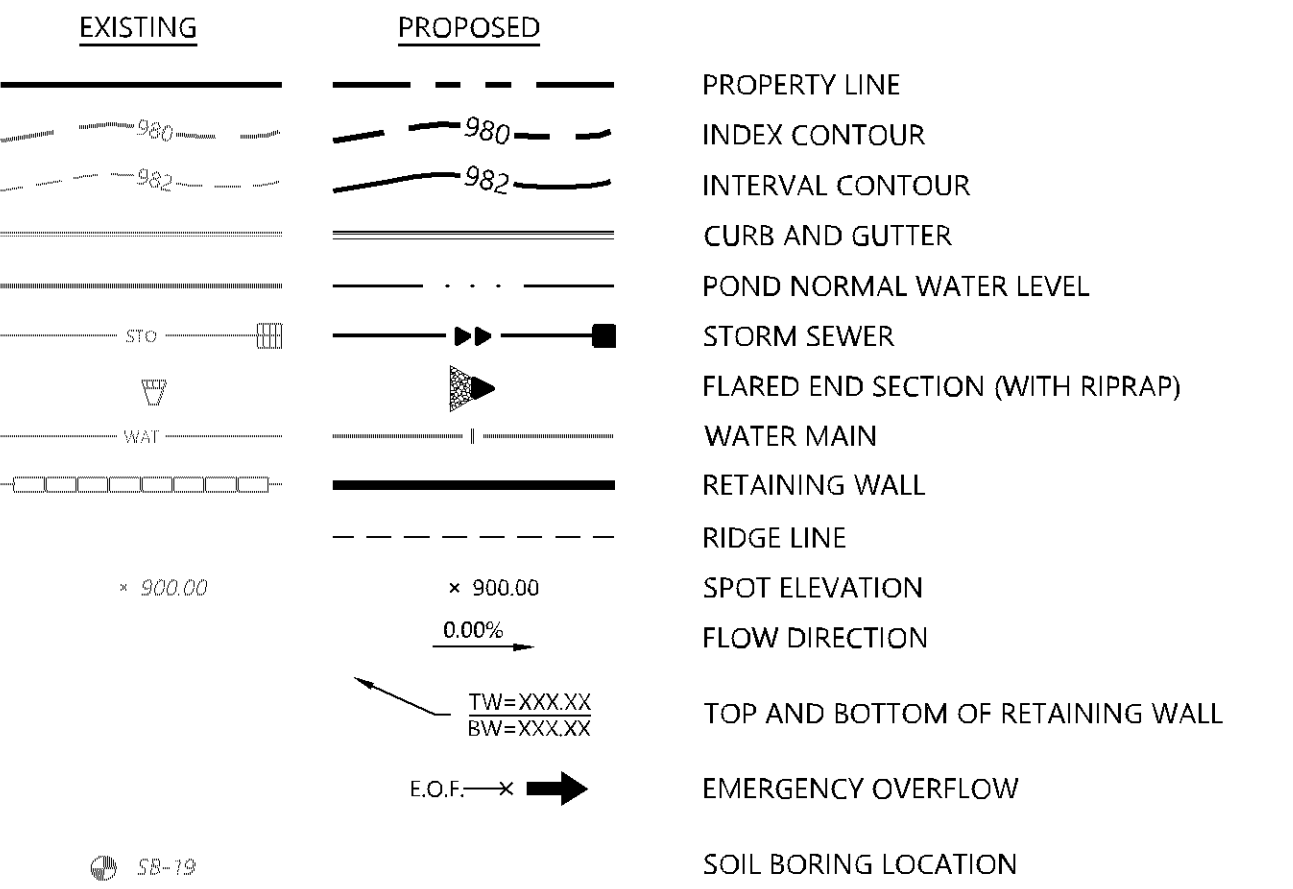 EXISTING PROPOSED
PROPERTY LINE
980 980 INDEX CONTOUR
982 982 INTERVAL CONTOUR
CURB AND GUTTER
POND NORMAL WATER LEVEL
STO STORM SEWER
FLARED END SECTION (WITH RIPRAP)
WAT WATER MAIN
RETAINING WALL
RIDGE LINE
× 900.00 × 900.00 SPOT ELEVATION
0.00% FLOW DIRECTION
TW=XXX.XX
BW=XXX.XX
TOP AND BOTTOM OF RETAINING WALL
E.O.F. EMERGENCY OVERFLOW
SB-19 SOIL BORING LOCATION